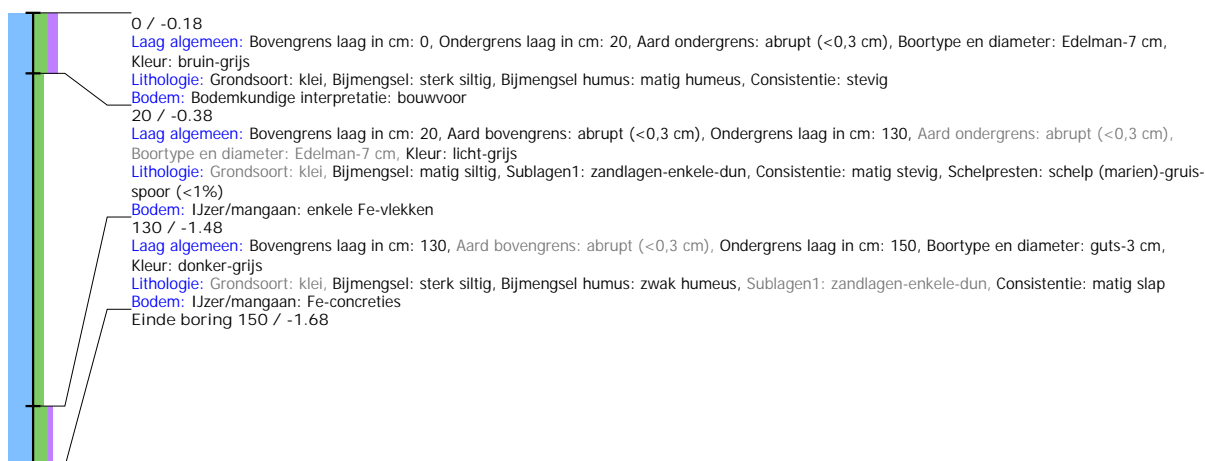 0 / -0.18
Laag algemeen: Bovengrens laag in cm: 0, Ondergrens laag in cm: 20, Aard ondergrens: abrupt (<0,3 cm), Boortype en diameter: Edelman-7 cm,
Kleur: bruin-grijs
Lithologie: Grondsoort: klei, Bijmengsel: sterk siltig, Bijmengsel humus: matig humeus, Consistentie: stevig
Bodem: Bodemkundige interpretatie: bouwvoor
20 / -0.38
Laag algemeen: Bovengrens laag in cm: 20, Aard bovengrens: abrupt (<0,3 cm), Ondergrens laag in cm: 130, Aard ondergrens: abrupt (<0,3 cm),
Boortype en diameter: Edelman-7 cm, Kleur: licht-grijs
Lithologie: Grondsoort: klei, Bijmengsel: matig siltig, Sublagen1: zandlagen-enkele-dun, Consistentie: matig stevig, Schelpresten: schelp (marien)-gruis-
spoor (<1%)
Bodem: IJzer/mangaan: enkele Fe-vlekken
130 / -1.48
Laag algemeen: Bovengrens laag in cm: 130, Aard bovengrens: abrupt (<0,3 cm), Ondergrens laag in cm: 150, Boortype en diameter: guts-3 cm,
Kleur: donker-grijs
Lithologie: Grondsoort: klei, Bijmengsel: sterk siltig, Bijmengsel humus: zwak humeus, Sublagen1: zandlagen-enkele-dun, Consistentie: matig slap
Bodem: IJzer/mangaan: Fe-concreties
Einde boring 150 / -1.68